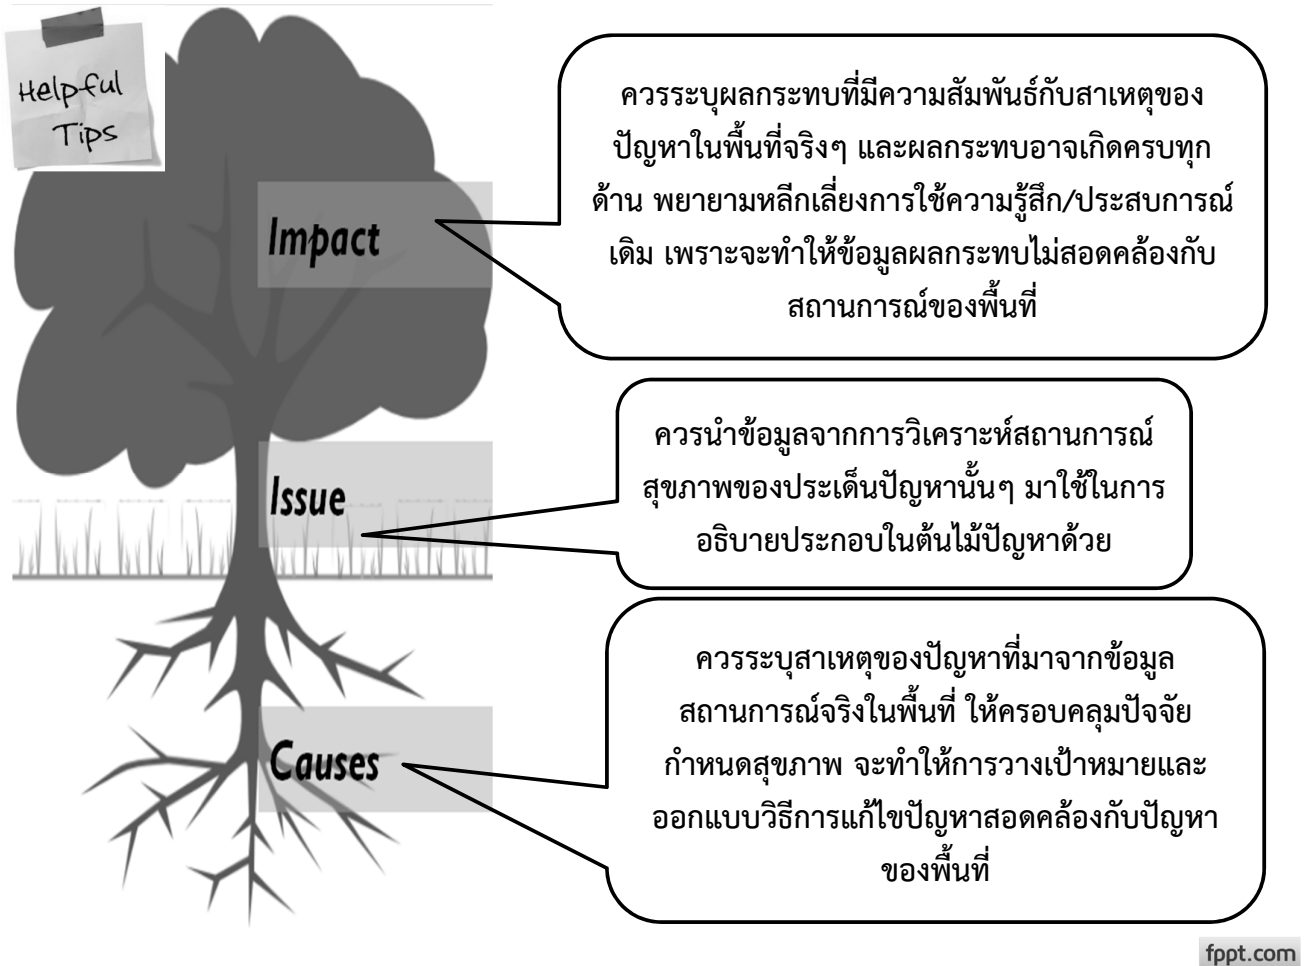 Helpful
Tips
ควรระบุผลกระทบที่มีความสัมพันธ์กับสาเหตุของ
ปัญหาในพื้นที่จริงๆ และผลกระทบอาจเกิดครบทุก
ด้าน พยายามหลีกเลี่ยงการใช้ความรู้สึก/ประสบการณ์
เดิม เพราะจะทำให้ข้อมูลผลกระทบไม่สอดคล้องกับ
สถานการณ์ของพื้นที่
Impact
ควรนำข้อมูลจากการวิเคราะห์สถานการณ์
สุขภาพของประเด็นปัญหานั้นๆ มาใช้ในการ
อธิบายประกอบในต้นไม้ปัญหาด้วย
Issue
ควรระบุสาเหตุของปัญหาที่มาจากข้อมูล
สถานการณ์จริงในพื้นที่ ให้ครอบคลุมปัจจัย
กำหนดสุขภาพ จะทำให้การวางเป้าหมายและ
ออกแบบวิธีการแก้ไขปัญหาสอดคล้องกับปัญหา
ของพื้นที่
Causes
fppt.com